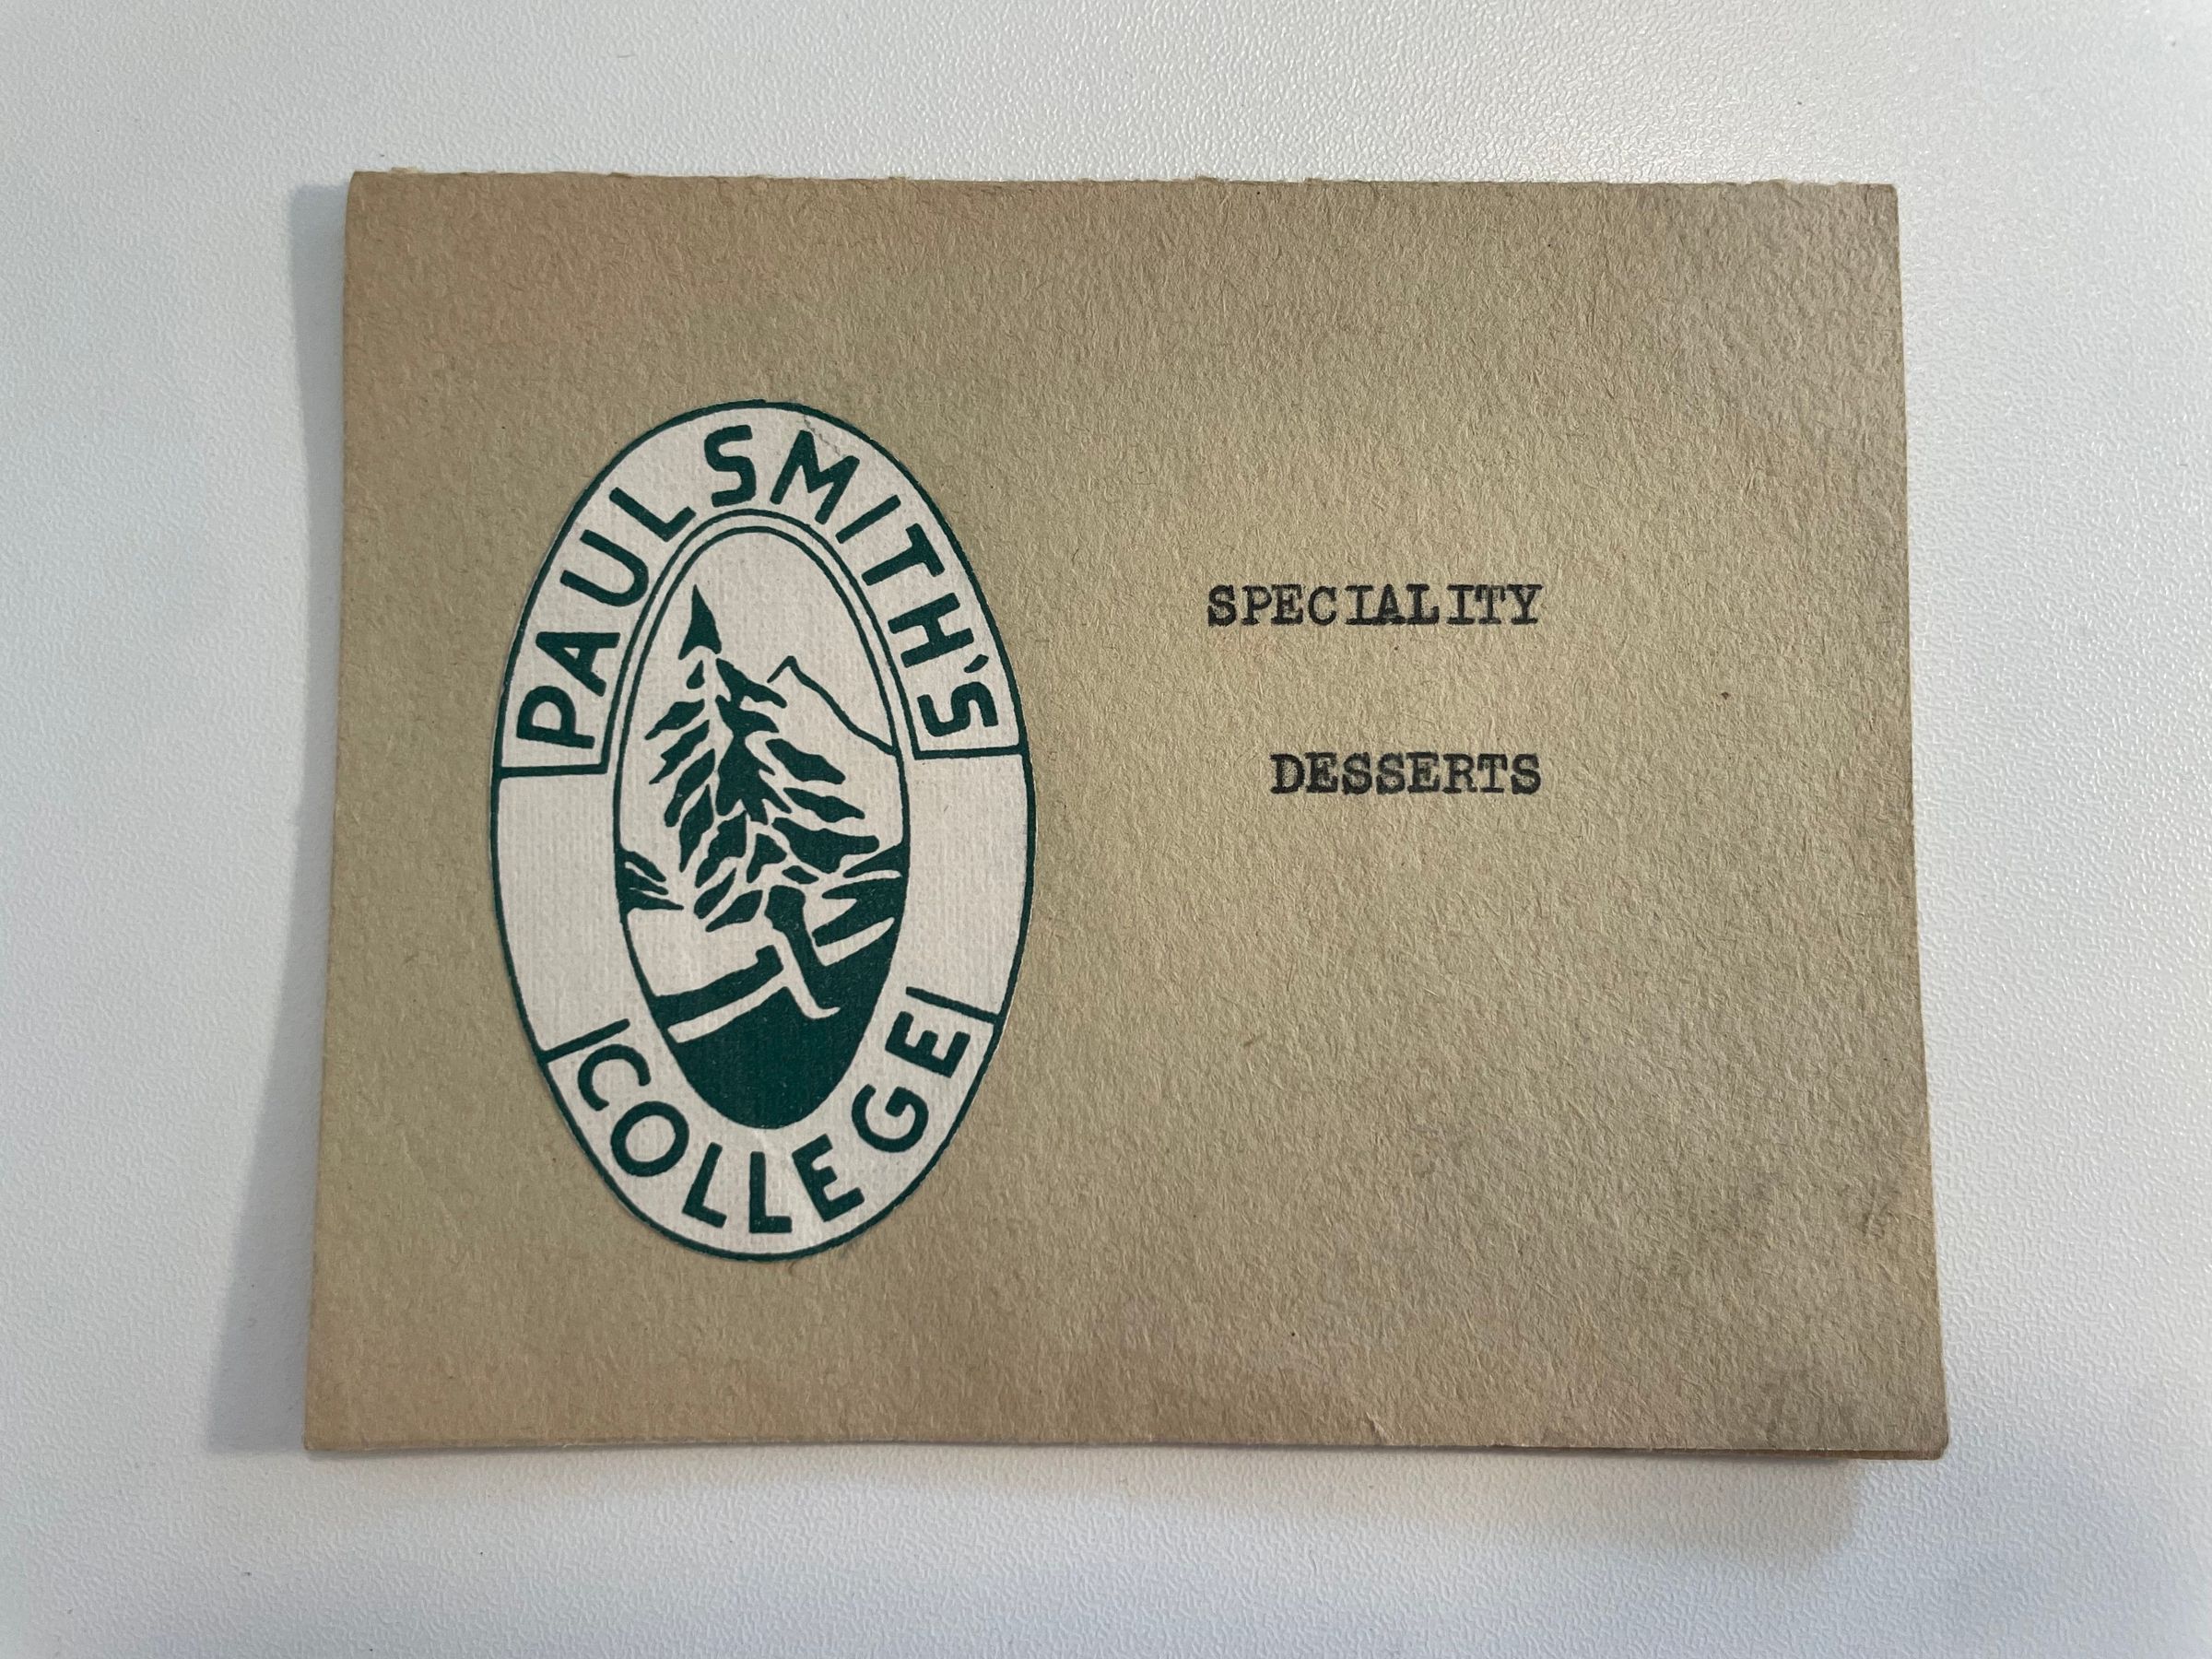 PAUL SMITH'S
COLLEGE
SPECIALITY
DESSERTS